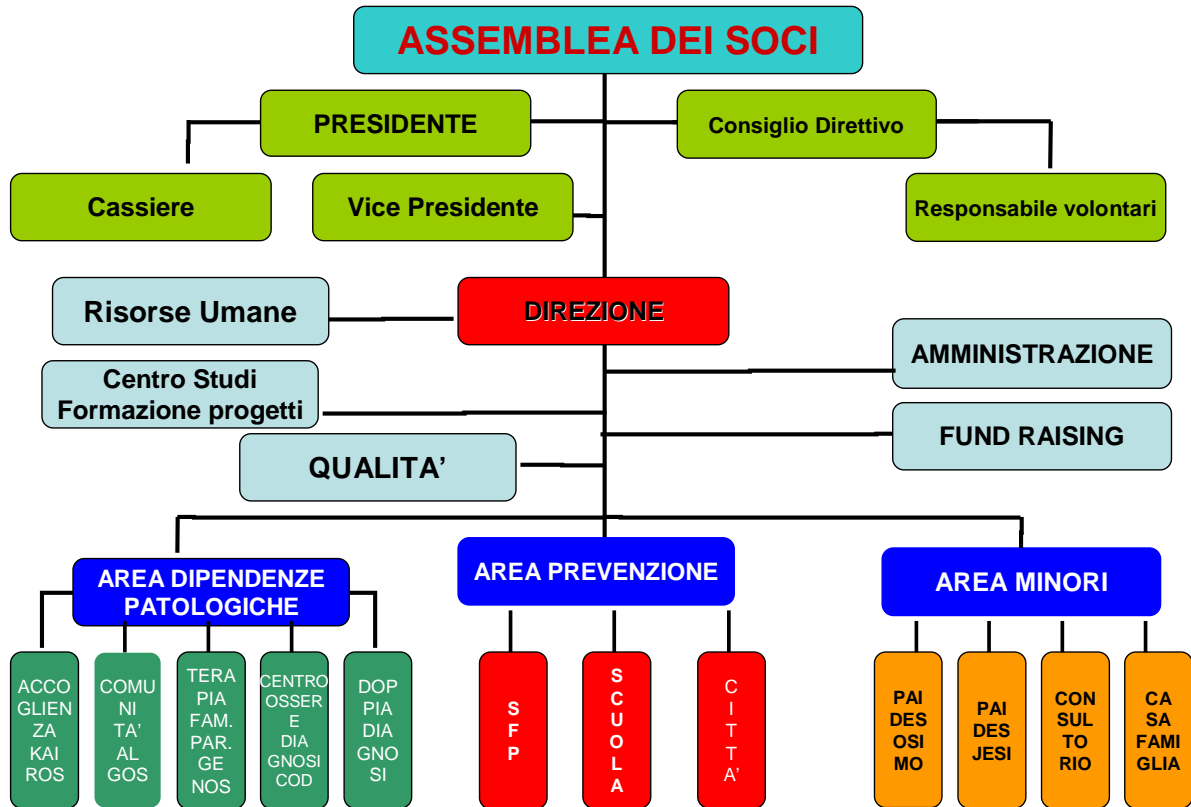 ASSEMBLEA DEI SOCI
PRESIDENTE
Consiglio Direttivo
Cassiere
Vice Presidente
Responsabile volontari
Risorse Umane
DIREZIONE
AMMINISTRAZIONE
Centro Studi
Formazione progetti
FUND RAISING
QUALITA’
AREA DIPENDENZE
PATOLOGICHE
AREA PREVENZIONE
AREA MINORI
ACCO
GLIEN
ZA
KAI
ROS
COMU
NI
TA’
AL
GOS
TERA
PIA
FAM.
PAR.
GE
NOS
CENTRO
OSSER
E
DIA
GNOSI
COD
DOP
PIA
DIA
GNO
SI
S
F
P
S
C
U
O
L
A
C
I
T
T
A’
PAI
DES
OSI
MO
PAI
DES
JESI
CON
SUL
TO
RIO
CA
SA
FAMI
GLIA